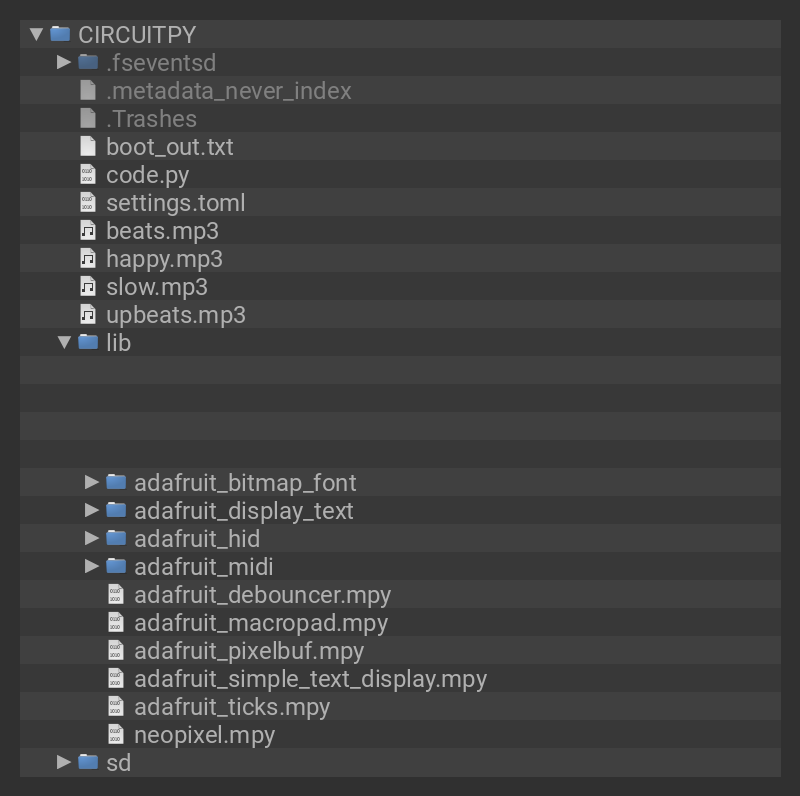 CIRCUITPY
.fseventsd
.metadata_never_index
.Trashes
boot_out.txt
code.py
settings.toml
beats.mp3
happy.mp3
slow.mp3
upbeats.mp3
lib
adafruit_bitmap_font
adafruit_display_text
adafruit_hid
adafruit_midi
adafruit_debouncer.mpy
adafruit_macropad.mpy
adafruit_pixelbuf.mpy
adafruit_simple_text_display.mpy
adafruit_ticks.mpy
neopixel.mpy
sd